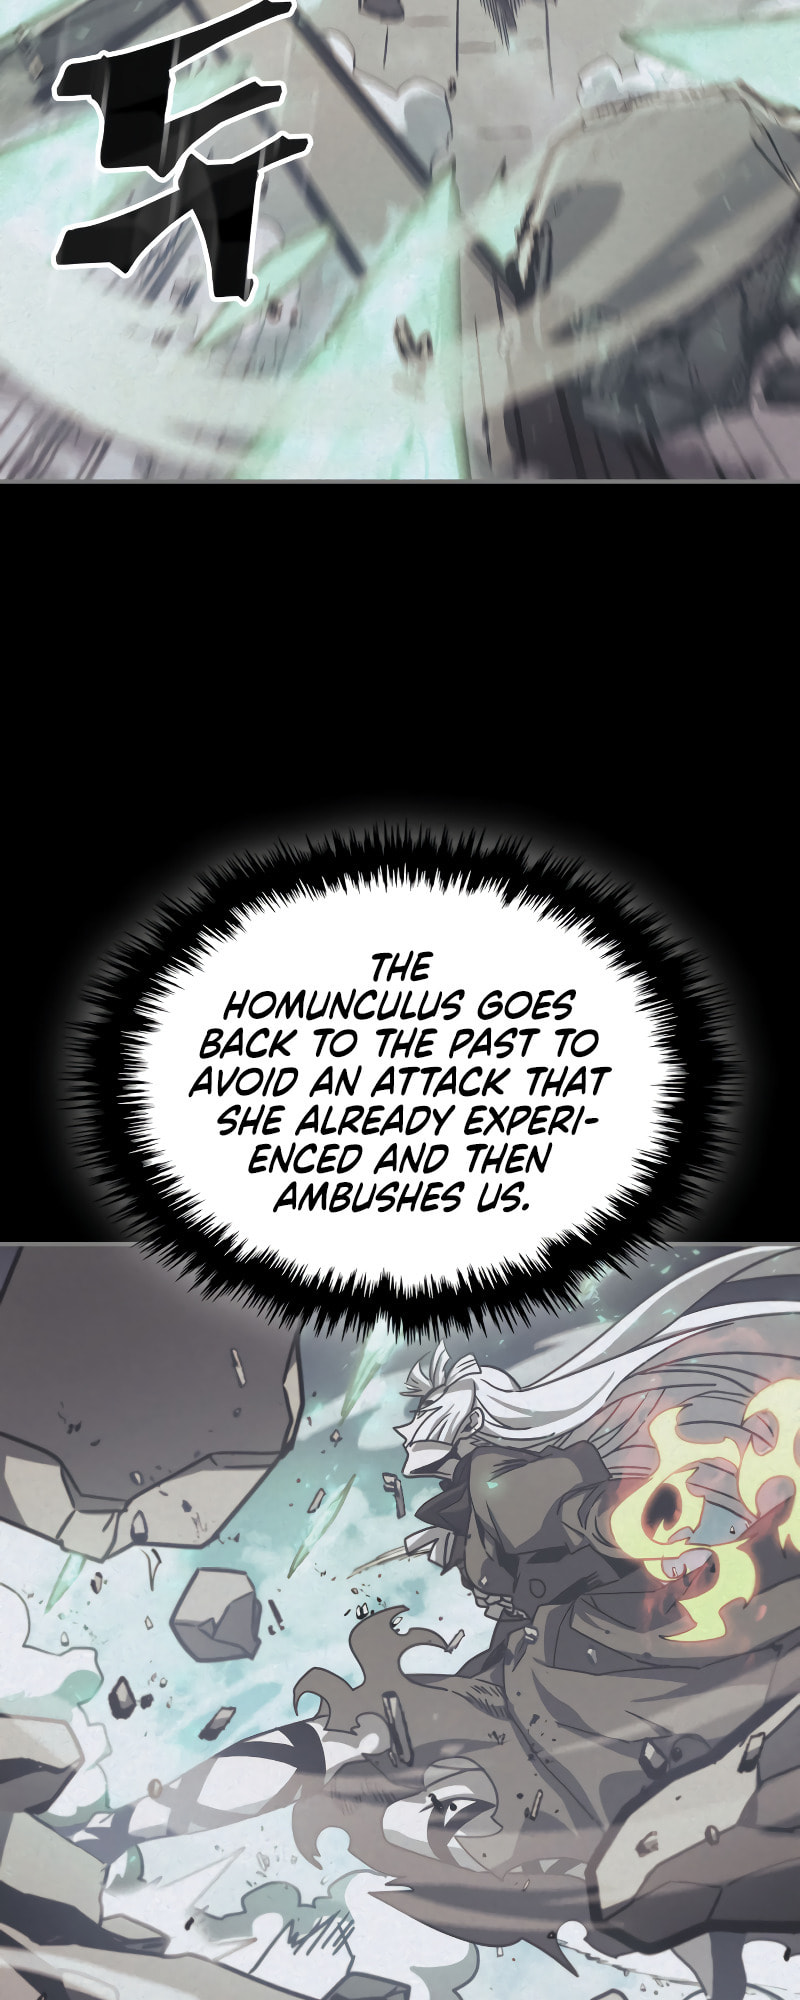 THE
HOMUNCULUS GOES
BACK TO THE PAST TO
AVOID AN ATTACK THAT
SHE ALREADY EXPERI-
ENCED AND THEN
AMBUSHES US.